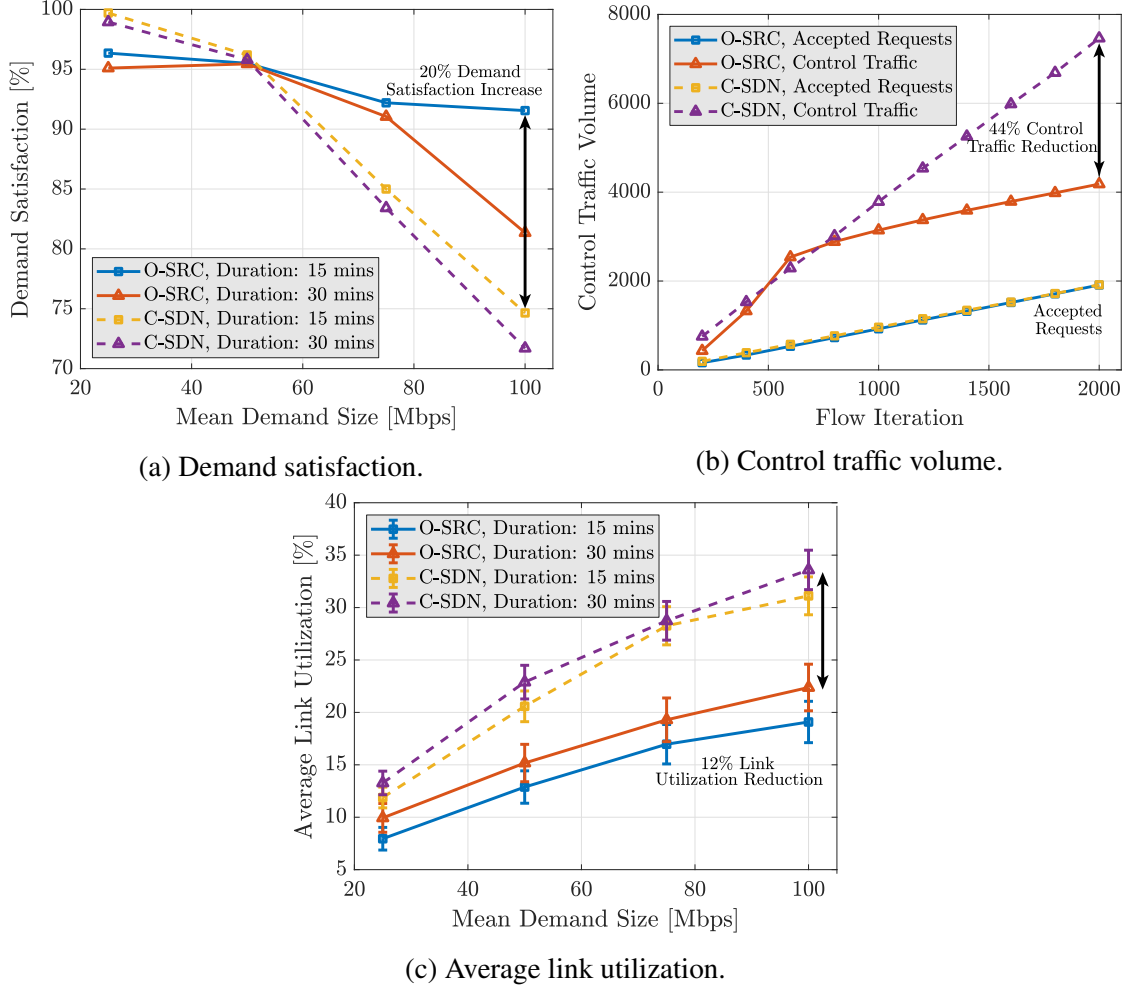 100
95
90
85
80
75
70
20
40
60
80
100
Demand Satisfaction [%]
Mean Demand Size [Mbps]
20% Demand
Satisfaction Increase
O-SRC, Duration: 15 mins
O-SRC, Duration: 30 mins
C-SDN, Duration: 15 mins
C-SDN, Duration: 30 mins
(a) Demand satisfaction.
8000
6000
4000
2000
0
0
500
1000
1500
2000
Control Traffic Volume
Flow Iteration
O-SRC, Accepted Requests
O-SRC, Control Traffic
C-SDN, Accepted Requests
C-SDN, Control Traffic
44% Control
Traffic Reduction
Accepted
Requests
(b) Control traffic volume.
40
35
30
25
20
15
10
5
20
40
60
80
100
Average Link Utilization [%]
Mean Demand Size [Mbps]
O-SRC, Duration: 15 mins
O-SRC, Duration: 30 mins
C-SDN, Duration: 15 mins
C-SDN, Duration: 30 mins
12% Link
Utilization Reduction
(c) Average link utilization.